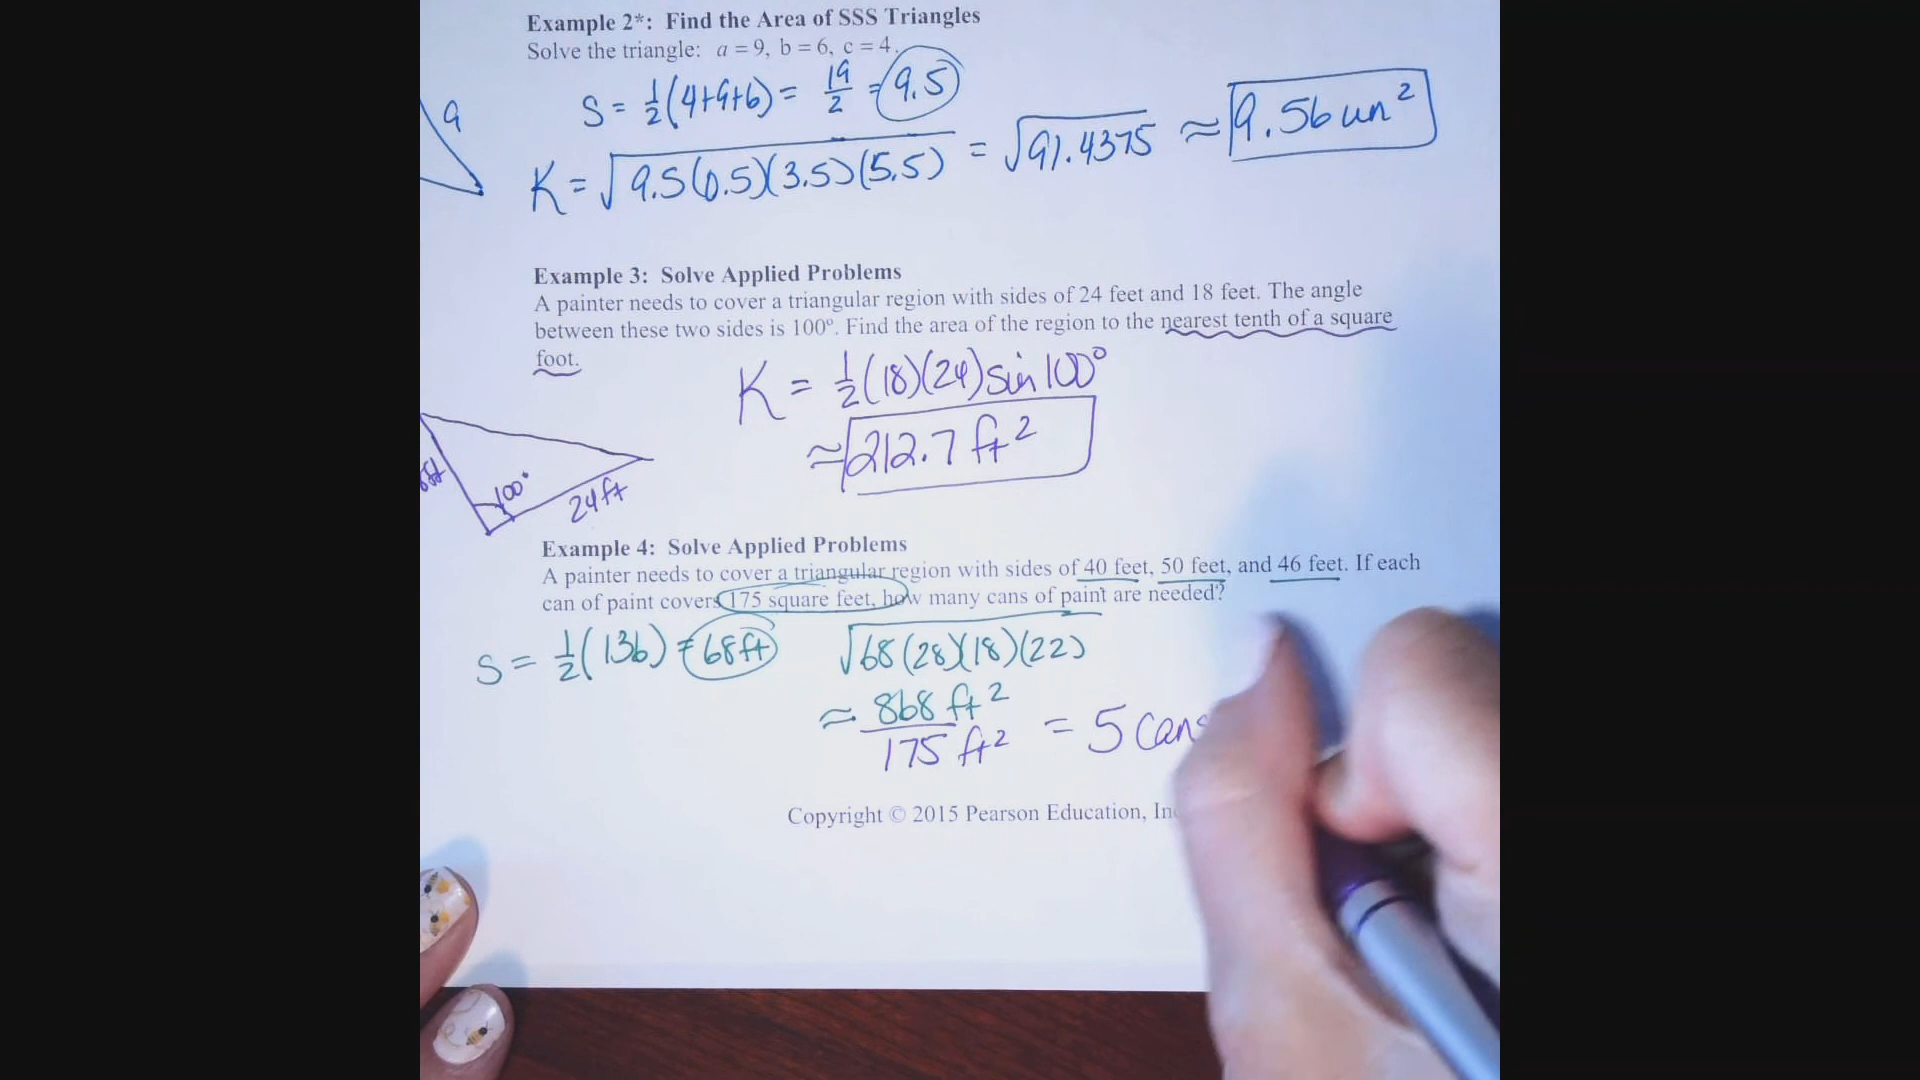 Example 2*: Find the Area of SSS Triangles
Solve the triangle: a = 9, b = 6, c = 4.
S = 1/2 (4+9+6) = 19/2 = 9.5
9
K = √9.5(0.5)(3.5)(5.5) = √91.4375 ≈ 9.56 un²
Example 3: Solve Applied Problems
A painter needs to cover a triangular region with sides of 24 feet and 18 feet. The angle
between these two sides is 100°. Find the area of the region to the nearest tenth of a square
foot.
K = 1/2 (18)(24) sin 100°
≈ 212.7 ft²
100°
24 ft
Example 4: Solve Applied Problems
A painter needs to cover a triangular region with sides of 40 feet, 50 feet, and 46 feet. If each
can of paint covers 175 square feet, how many cans of paint are needed?
S = 1/2 (136) = 68 ft √68(28)(18)(22)
≈ 868 ft² / 175 ft² = 5 cans
Copyright © 2015 Pearson Education,